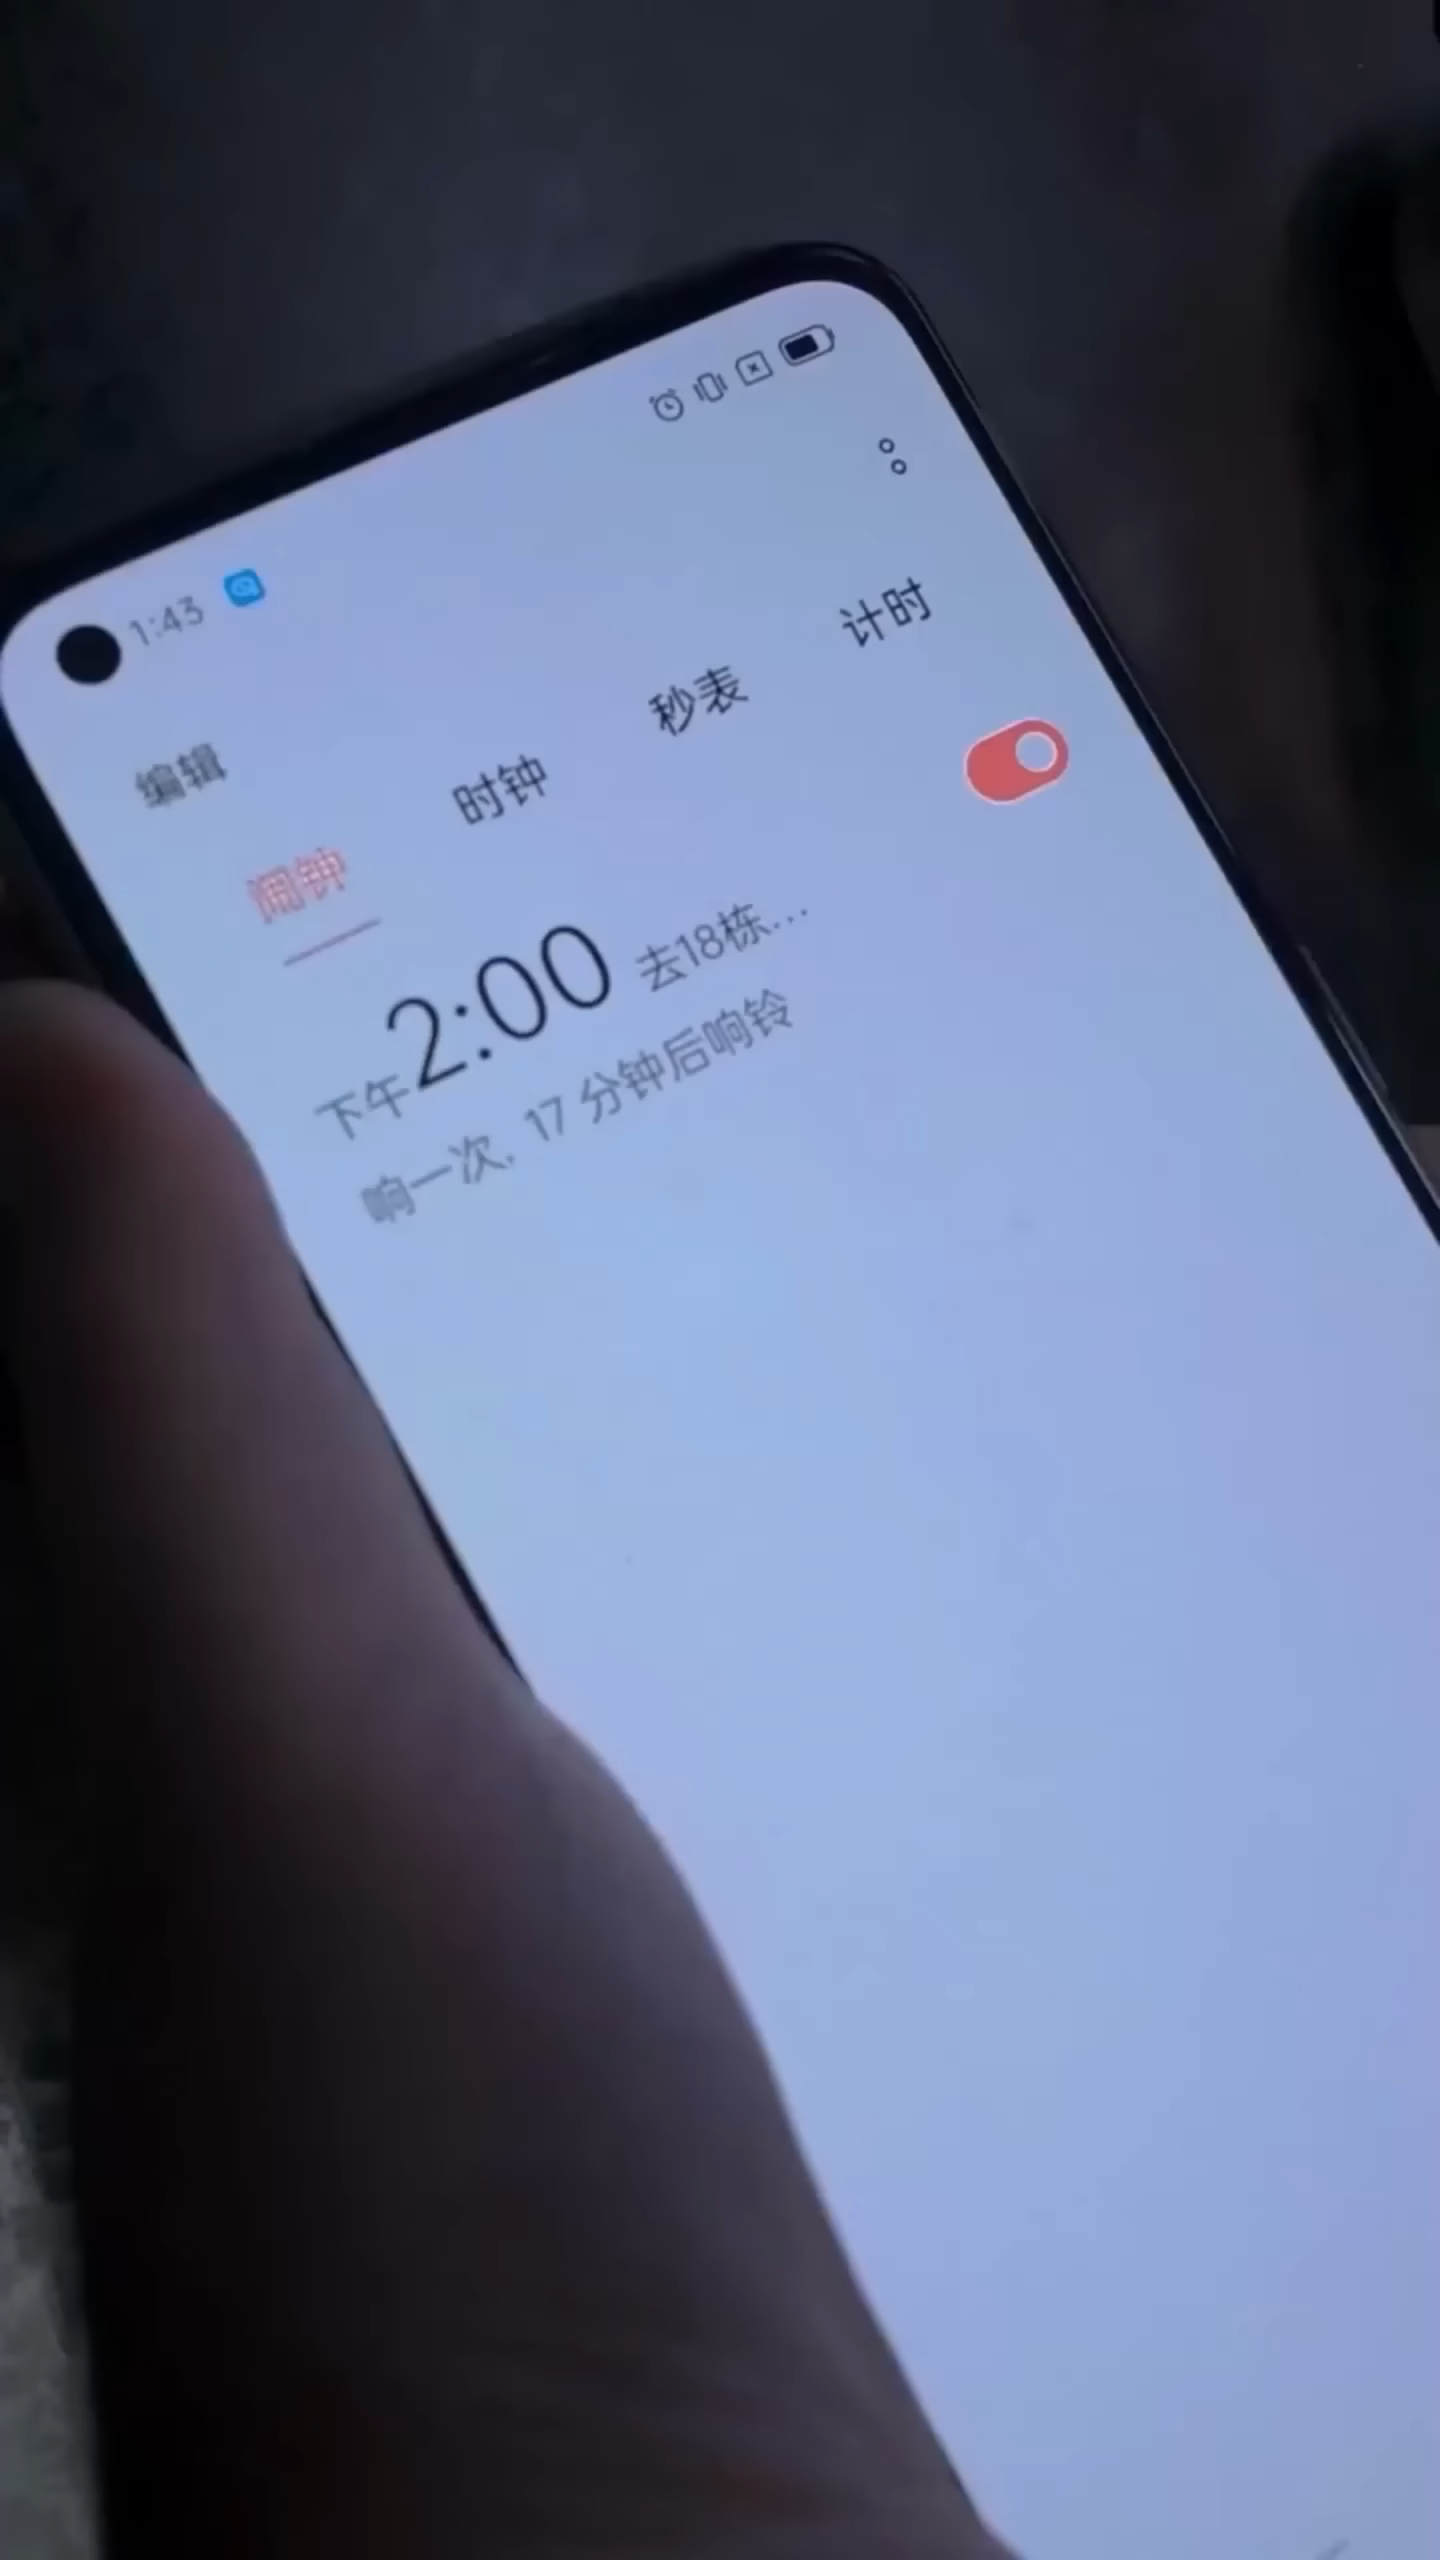 1:43
编辑
闹钟 时钟 秒表 计时
下午2:00 去18栋...
响一次, 17 分钟后响铃